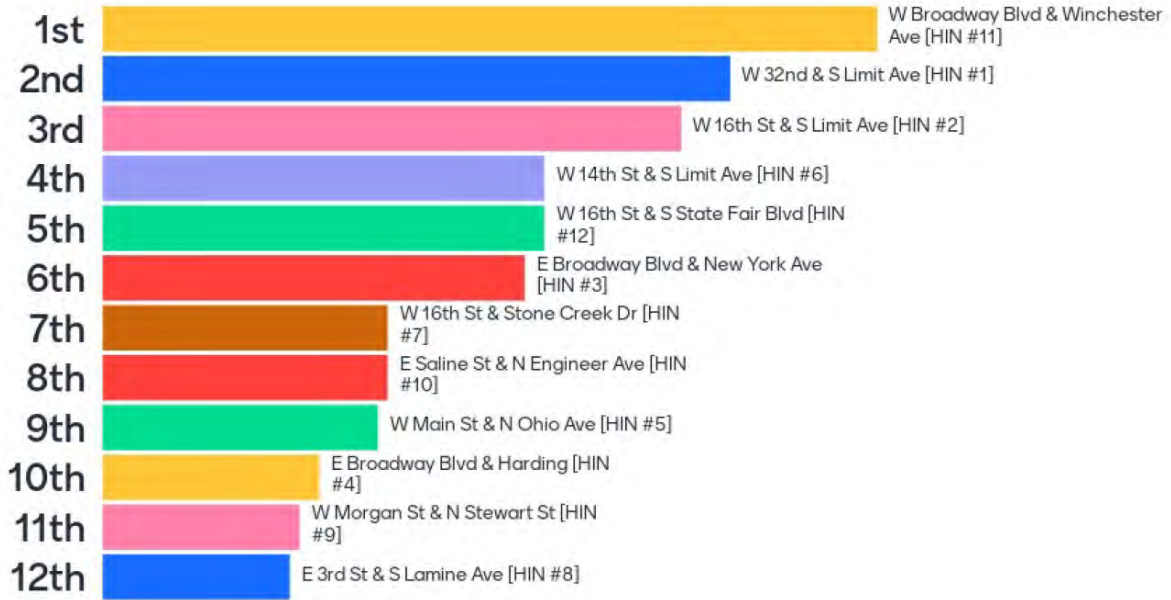 1st
W Broadway Blvd & Winchester
Ave [HIN #11]
2nd
W 32nd & S Limit Ave [HIN #1]
3rd
W 16th St & S Limit Ave [HIN #2]
4th
W 14th St & S Limit Ave [HIN #6]
5th
W 16th St & S State Fair Blvd [HIN
#12]
6th
E Broadway Blvd & New York Ave
[HIN #3]
7th
W 16th St & Stone Creek Dr [HIN
#7]
8th
E Saline St & N Engineer Ave [HIN
#10]
9th
W Main St & N Ohio Ave [HIN #5]
10th
E Broadway Blvd & Harding [HIN
#4]
11th
W Morgan St & N Stewart St [HIN
#9]
12th
E 3rd St & S Lamine Ave [HIN #8]